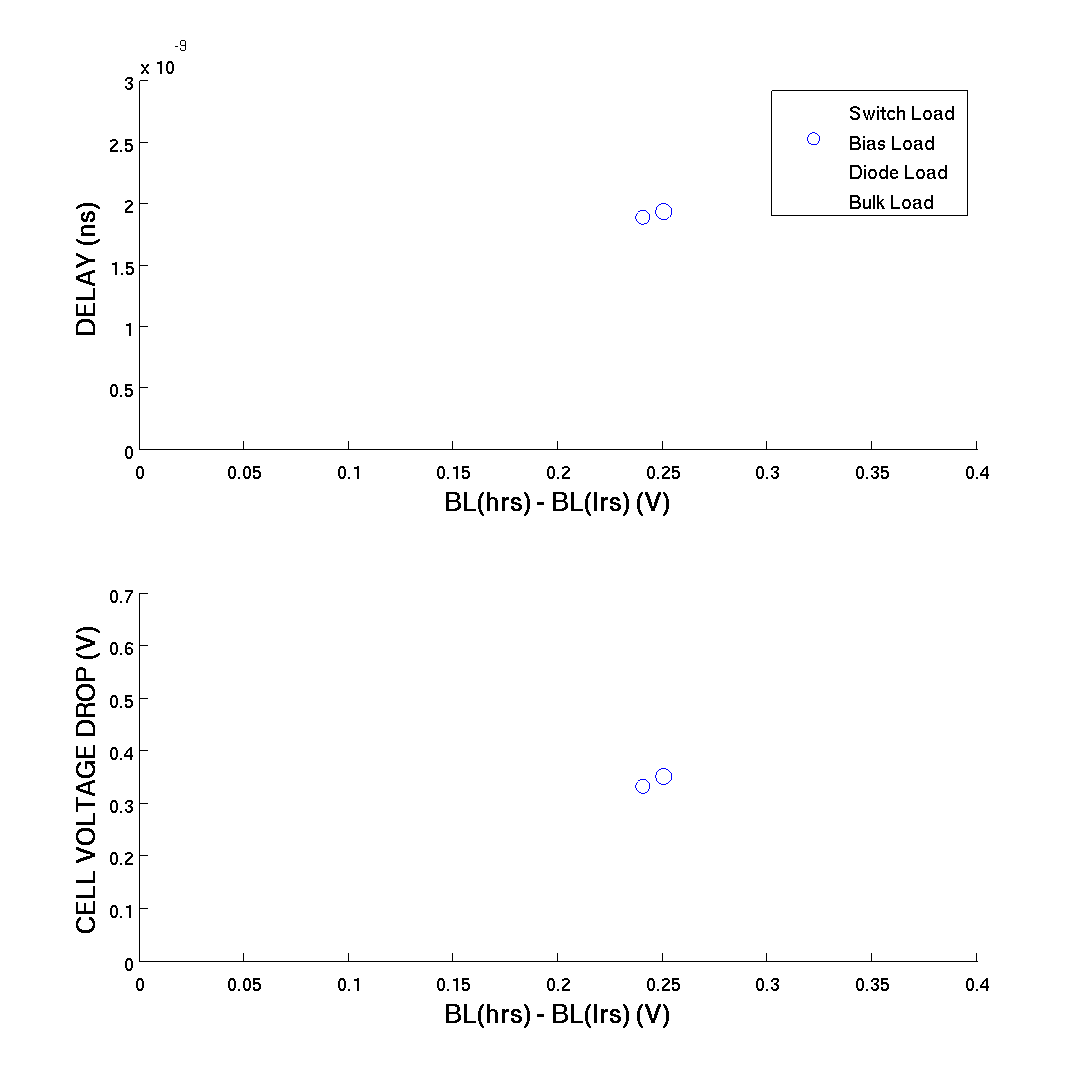 -9
x 10
3
2.5
2
1.5
1
0.5
0
DELAY (ns)
Switch Load
Bias Load
Diode Load
Bulk Load
0 0.05 0.1 0.15 0.2 0.25 0.3 0.35 0.4
BL(hrs) - BL(lrs) (V)
0.7
0.6
0.5
0.4
0.3
0.2
0.1
0
CELL VOLTAGE DROP (V)
0 0.05 0.1 0.15 0.2 0.25 0.3 0.35 0.4
BL(hrs) - BL(lrs) (V)